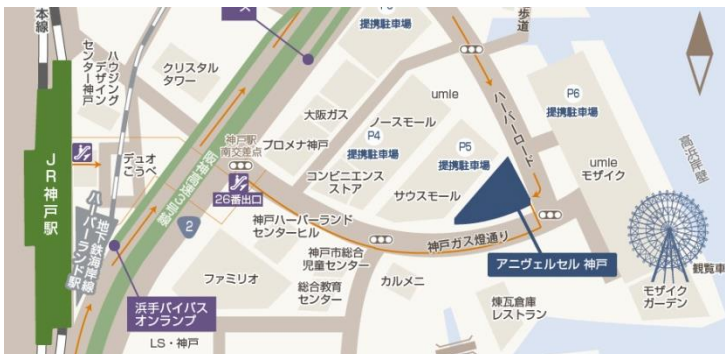 本線
ハウジング
デザイン
センター神戸
クリスタル
タワー
ス
提携駐車場
歩道
大阪ガス
umie
ノースモール
P6
提携駐車場
高浜岸壁
JR神戸駅
デュオ
こうべ
神戸駅
南交差点
プロメナ神戸
P4
提携駐車場
P5
提携駐車場
ハーバーロード
umie
モザイク
コンビニエンス
ストア
サウスモール
26番出口
阪神高速3号神戸線
2
地下鉄海岸線
ハーバーランド駅
神戸ハーバーランド
センタービル
神戸ガス燈通り
神戸市総合
児童センター
アニヴェルセル 神戸
観覧車
ファミリオ
総合教育
センター
カルメニ
モザイク
ガーデン
浜手バイパス
オンランプ
煉瓦倉庫
レストラン
LS・神戸